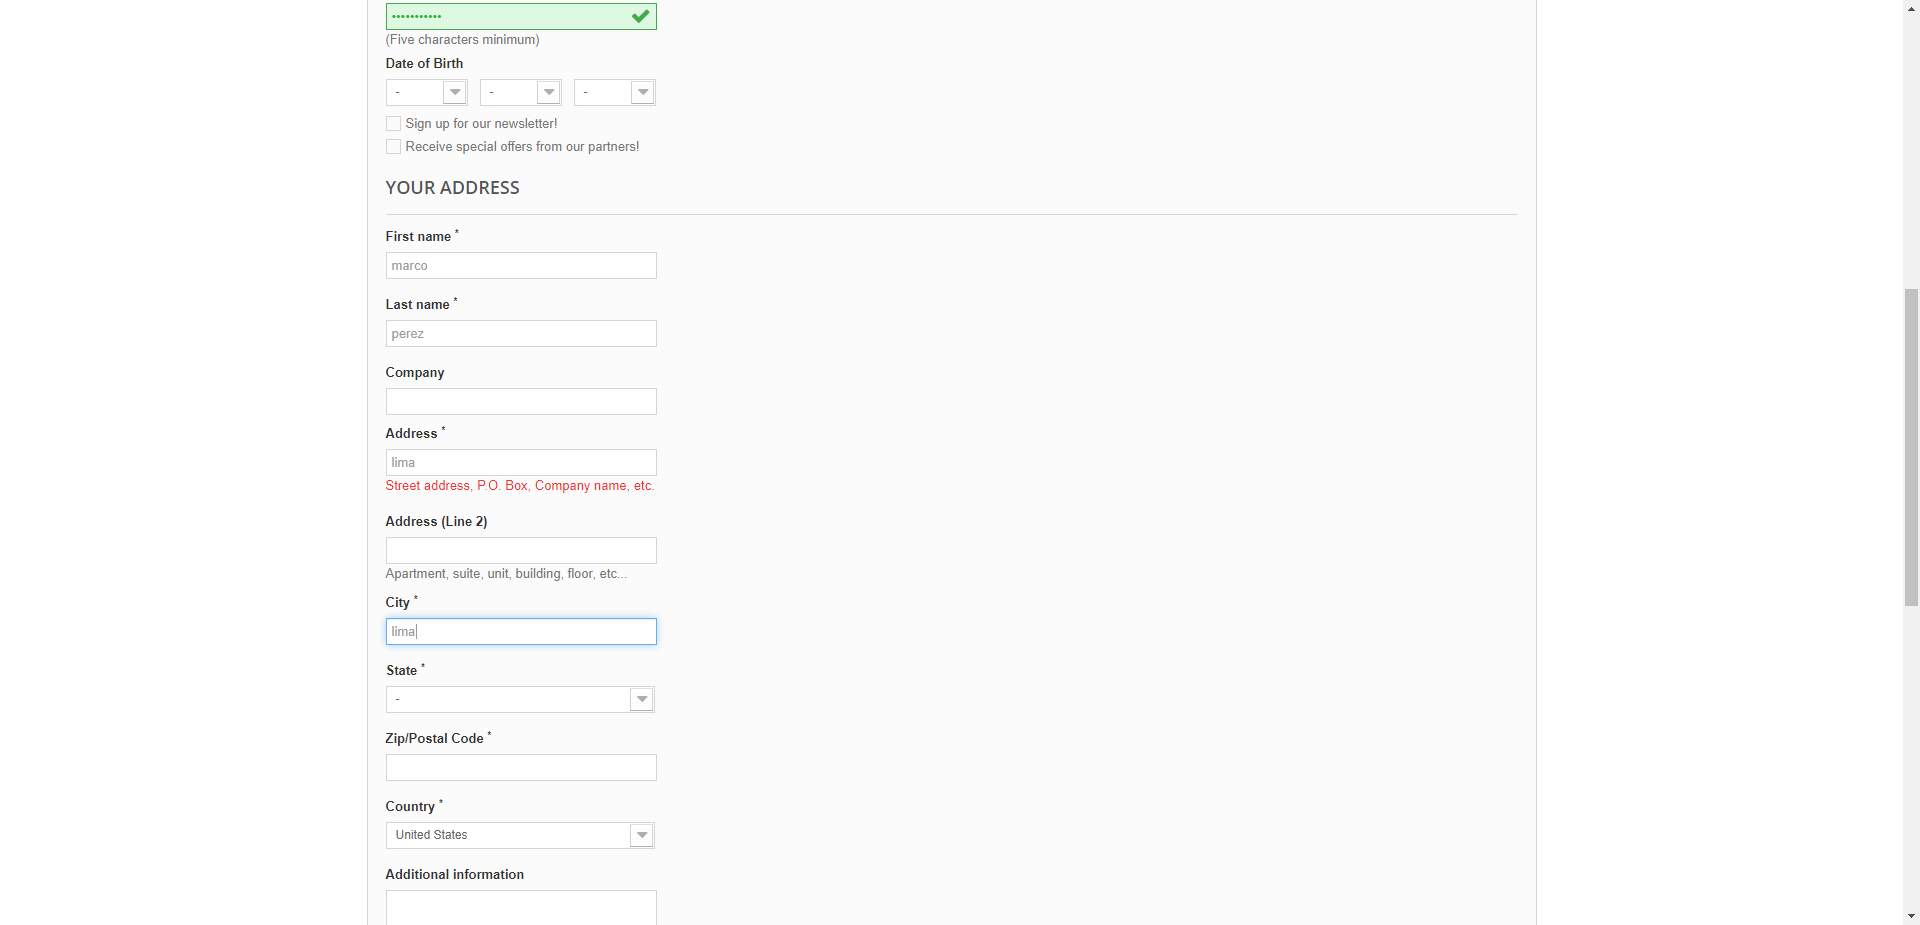 •••••••••••
(Five characters minimum)
Date of Birth
- - -
Sign up for our newsletter!
Receive special offers from our partners!
YOUR ADDRESS
First name *
marco
Last name *
perez
Company
Address *
lima
Street address, P.O. Box, Company name, etc.
Address (Line 2)
Apartment, suite, unit, building, floor, etc...
City *
lima
State *
-
Zip/Postal Code *
Country *
United States
Additional information